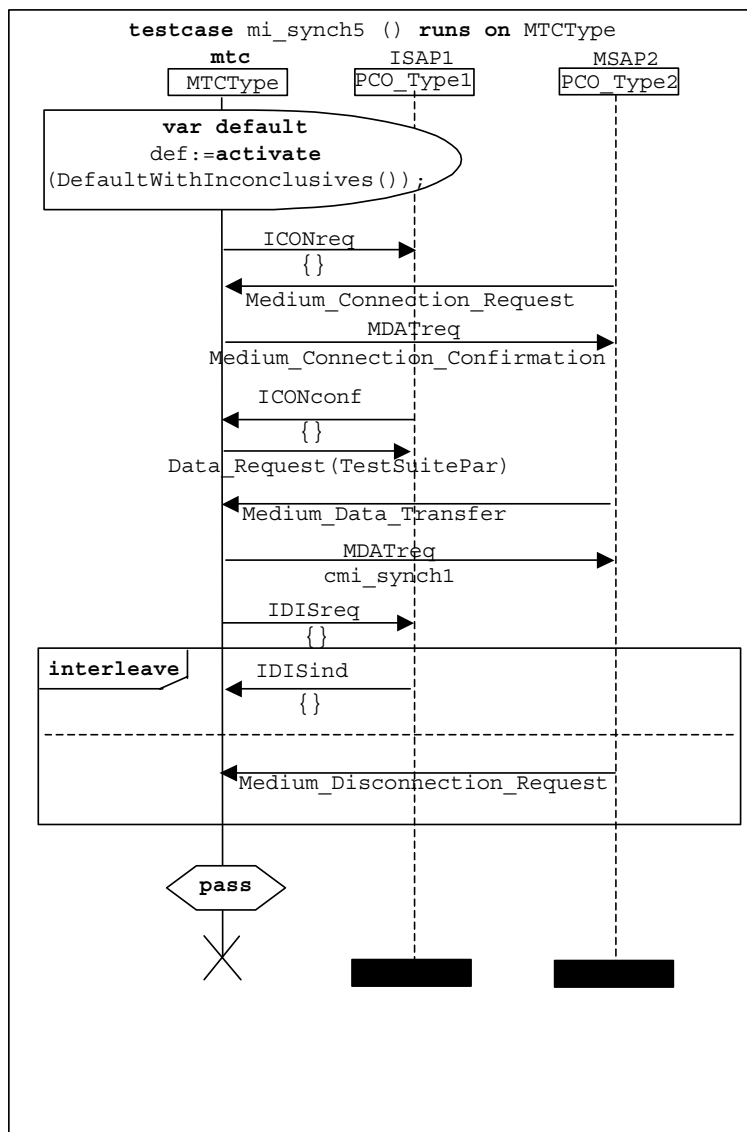 testcase mi_synch5 () runs on MTCType
mtc ISAP1 MSAP2
MTCType PCO_Type1 PCO_Type2
var default
def:=activate
(DefaultWithInconclusives());
ICONreq
{}
Medium_Connection_Request
MDATreq
Medium_Connection_Confirmation
ICONconf
{}
Data_Request(TestSuitePar)
Medium_Data_Transfer
MDATreq
cmi_synch1
IDISreq
{}
interleave
IDISind
{}
Medium_Disconnection_Request
pass